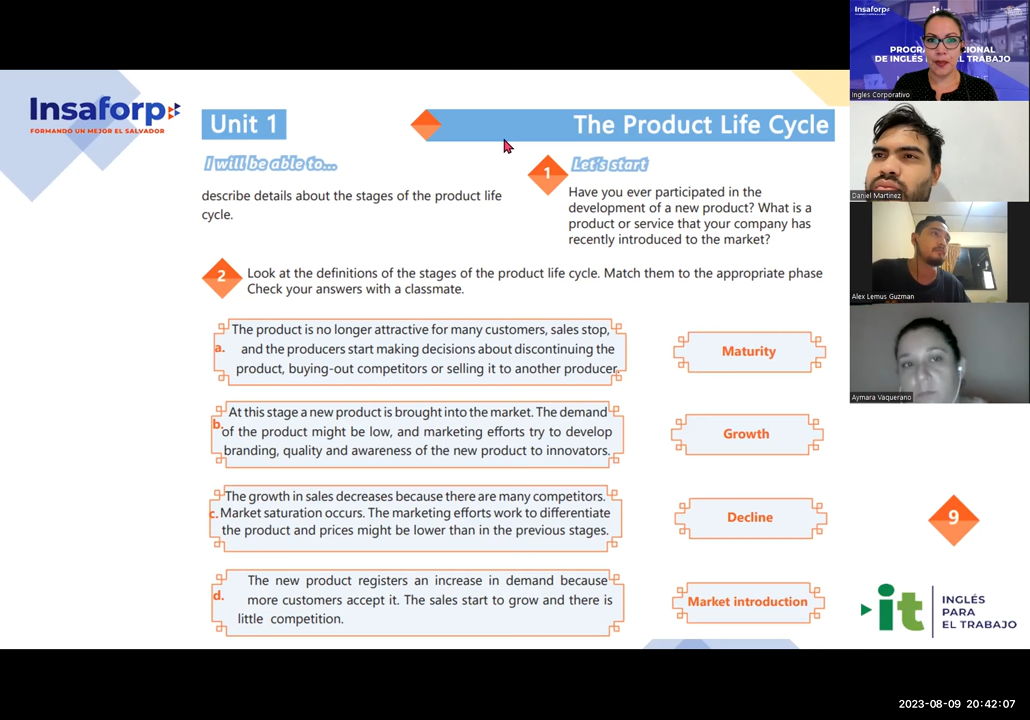 Insaforp
FORMANDO UN MEJOR EL SALVADOR
Unit 1
The Product Life Cycle
I will be able to...
describe details about the stages of the product life
cycle.
1
Let's start
Have you ever participated in the
development of a new product? What is a
product or service that your company has
recently introduced to the market?
2
Look at the definitions of the stages of the product life cycle. Match them to the appropriate phase
Check your answers with a classmate.
a.
The product is no longer attractive for many customers, sales stop,
and the producers start making decisions about discontinuing the
product, buying-out competitors or selling it to another producer.
Maturity
b.
At this stage a new product is brought into the market. The demand
of the product might be low, and marketing efforts try to develop
branding, quality and awareness of the new product to innovators.
Growth
c.
The growth in sales decreases because there are many competitors.
Market saturation occurs. The marketing efforts work to differentiate
the product and prices might be lower than in the previous stages.
Decline
d.
The new product registers an increase in demand because
more customers accept it. The sales start to grow and there is
little competition.
Market introduction
9
it
INGLÉS
PARA
EL TRABAJO
Insaforp
it
DE INGLÉS
EL TRABAJO
Ingles Corporativo
Daniel Martinez
Alex Lemus Guzman
Aymara Vaquerano
2023-08-09 20:42:07